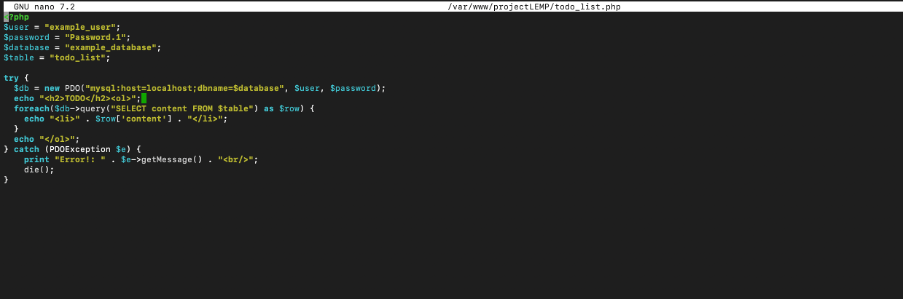 GNU nano 7.2 /var/www/projectLEMP/todo_list.php
<?php
$user = "example_user";
$password = "Password.1";
$database = "example_database";
$table = "todo_list";

try {
  $db = new PDO("mysql:host=localhost;dbname=$database", $user, $password);
  echo "<h2>TODO</h2><ol>";
  foreach($db->query("SELECT content FROM $table") as $row) {
    echo "<li>" . $row['content'] . "</li>";
  }
  echo "</ol>";
} catch (PDOException $e) {
    print "Error!: " . $e->getMessage() . "<br/>";
    die();
}